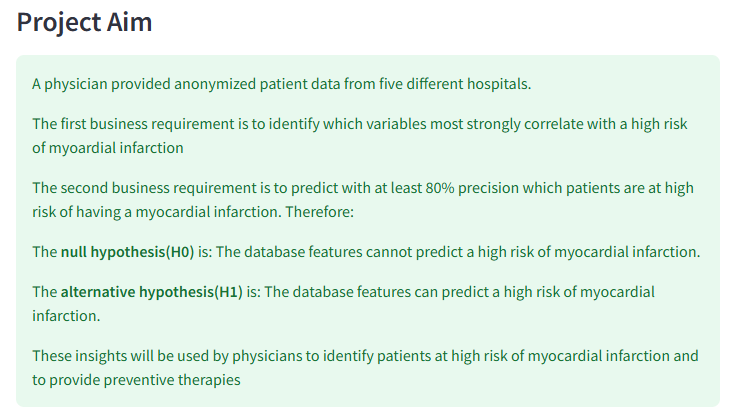 Project Aim
A physician provided anonymized patient data from five different hospitals.
The first business requirement is to identify which variables most strongly correlate with a high risk
of myoardial infarction
The second business requirement is to predict with at least 80% precision which patients are at high
risk of having a myocardial infarction. Therefore:
The null hypothesis(H0) is: The database features cannot predict a high risk of myocardial infarction.
The alternative hypothesis(H1) is: The database features can predict a high risk of myocardial
infarction.
These insights will be used by physicians to identify patients at high risk of myocardial infarction and
to provide preventive therapies